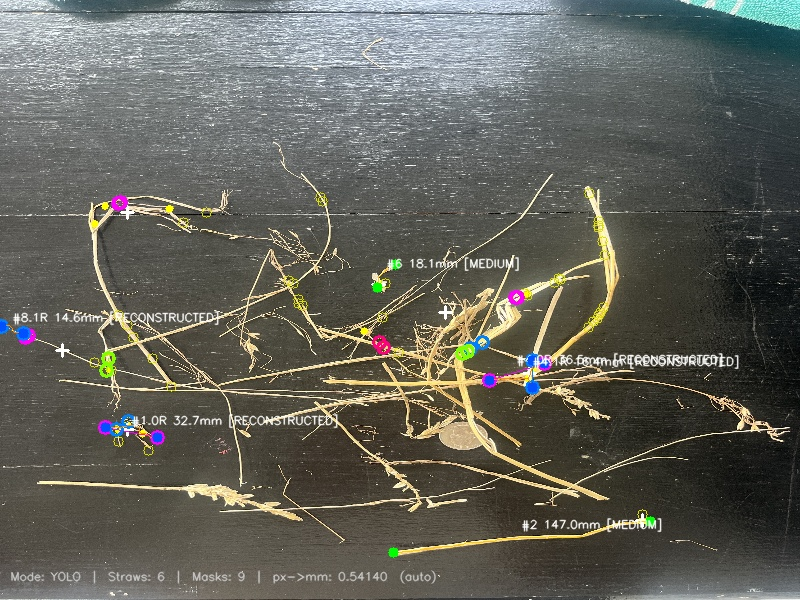 #6 18.1mm [MEDIUM]
#8.1R 14.6mm [RECONSTRUCTED]
[RECONSTRUCTED]
#1.0R 32.7mm [RECONSTRUCTED]
#2 147.0mm [MEDIUM]
Mode: YOLO | Straws: 6 | Masks: 9 | px->mm: 0.54140 (auto)